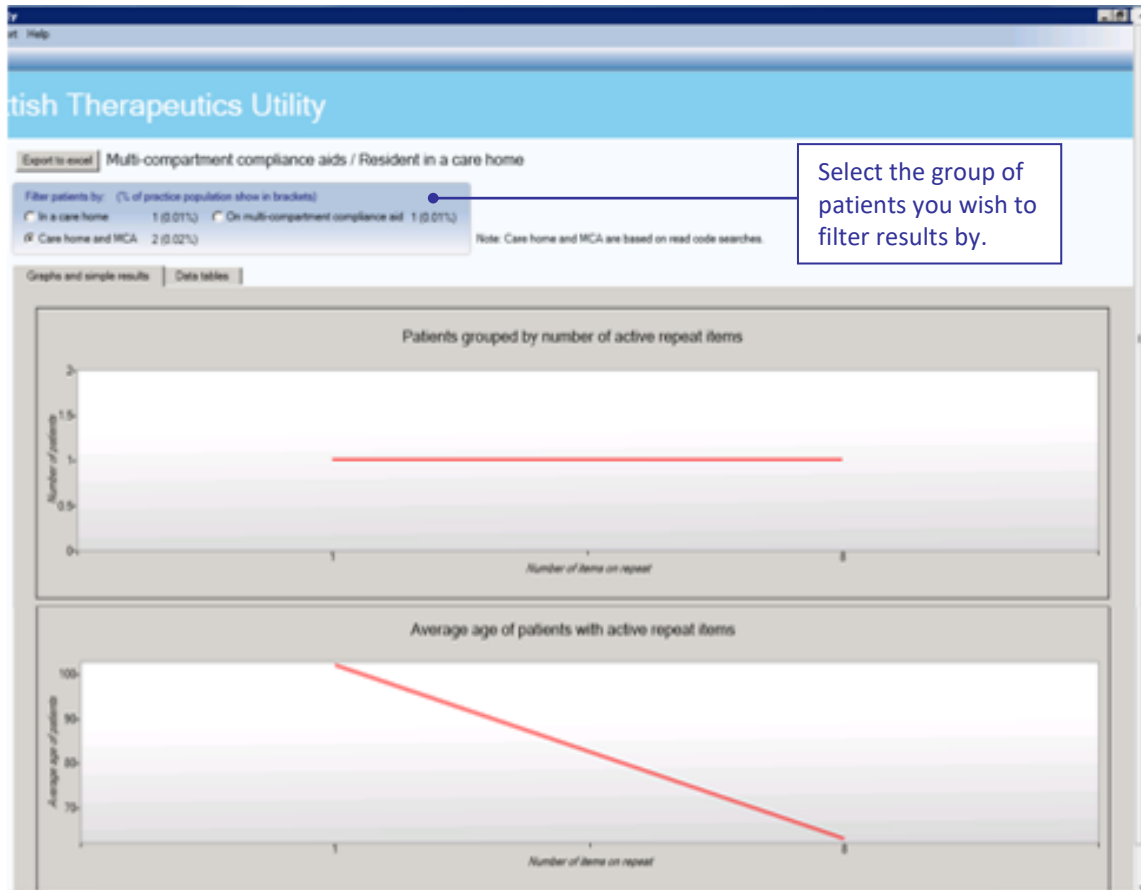 ly
rt Help
ttish Therapeutics Utility
Export to excel Multi-compartment compliance aids / Resident in a care home
Filter patients by: (% of practice population show in brackets)
In a care home 1 (0.01%) On multi-compartment compliance aid 1 (0.01%)
Care home and MCA 2 (0.02%)
Note: Care home and MCA are based on read code searches.
Select the group of
patients you wish to
filter results by.
Graphs and simple results Data tables
Patients grouped by number of active repeat items
Number of patients
2
1.5
1
0.5
0
1 8
Number of items on repeat
Average age of patients with active repeat items
Average age of patients
100
90
80
70
1 8
Number of items on repeat